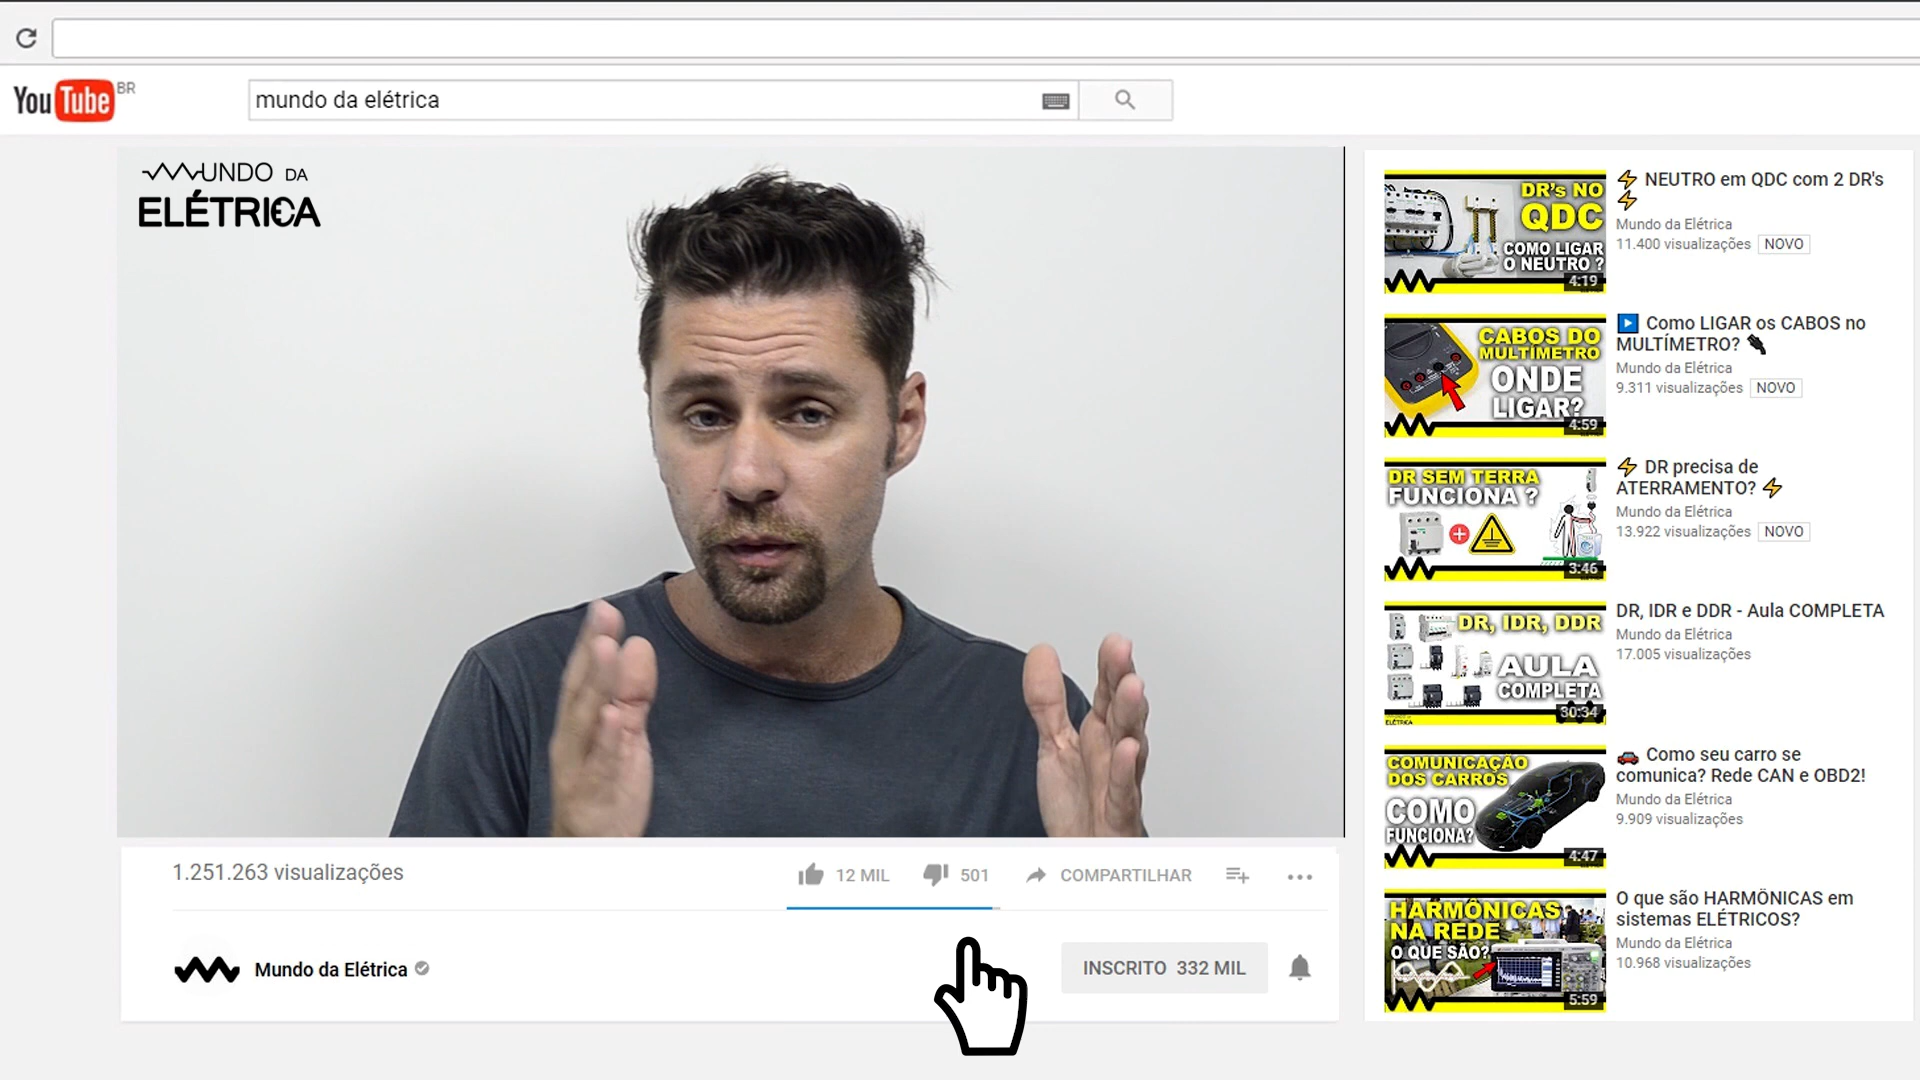 YouTube BR
mundo da elétrica
MUNDO DA
ELÉTRICA
1.251.263 visualizações
12 MIL
501
COMPARTILHAR
Mundo da Elétrica
INSCRITO 332 MIL
DR's NO
QDC
COMO LIGAR
O NEUTRO ?
4:19
⚡ NEUTRO em QDC com 2 DR's
⚡
Mundo da Elétrica
11.400 visualizações NOVO
CABOS DO
MULTÍMETRO
ONDE
LIGAR?
4:59
Como LIGAR os CABOS no
MULTÍMETRO?
Mundo da Elétrica
9.311 visualizações NOVO
DR SEM TERRA
FUNCIONA ?
3:46
⚡ DR precisa de
ATERRAMENTO? ⚡
Mundo da Elétrica
13.922 visualizações NOVO
DR, IDR, DDR
AULA
COMPLETA
30:34
ELÉTRICA
DR, IDR e DDR - Aula COMPLETA
Mundo da Elétrica
17.005 visualizações
COMUNICAÇÃO
DOS CARROS
COMO
FUNCIONA?
4:47
Como seu carro se
comunica? Rede CAN e OBD2!
Mundo da Elétrica
9.909 visualizações
HARMÔNICAS
NA REDE
O QUE SÃO?
5:59
O que são HARMÔNICAS em
sistemas ELÉTRICOS?
Mundo da Elétrica
10.968 visualizações